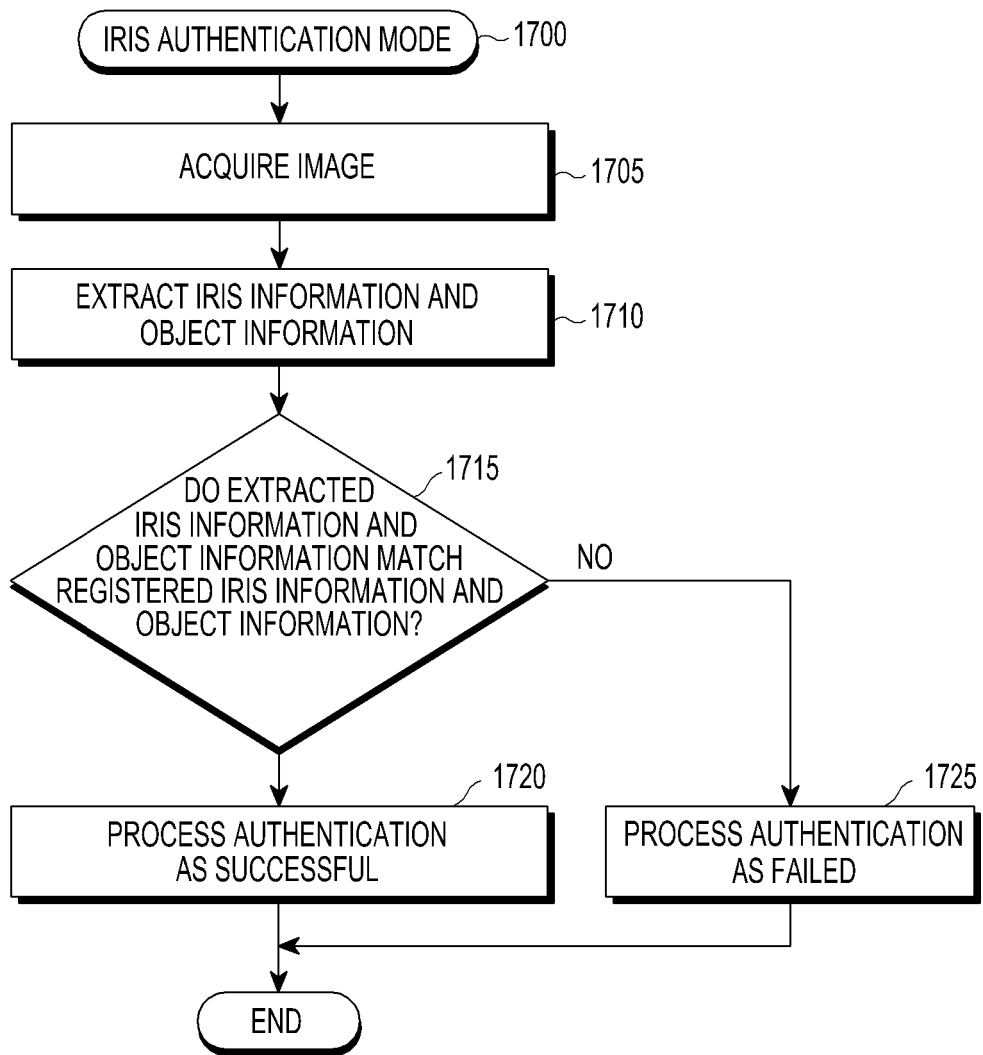 IRIS AUTHENTICATION MODE
1700
ACQUIRE IMAGE
1705
EXTRACT IRIS INFORMATION AND
OBJECT INFORMATION
1710
1715
DO EXTRACTED
IRIS INFORMATION AND
OBJECT INFORMATION MATCH
REGISTERED IRIS INFORMATION AND
OBJECT INFORMATION?
NO
1720
PROCESS AUTHENTICATION
AS SUCCESSFUL
1725
PROCESS AUTHENTICATION
AS FAILED
END